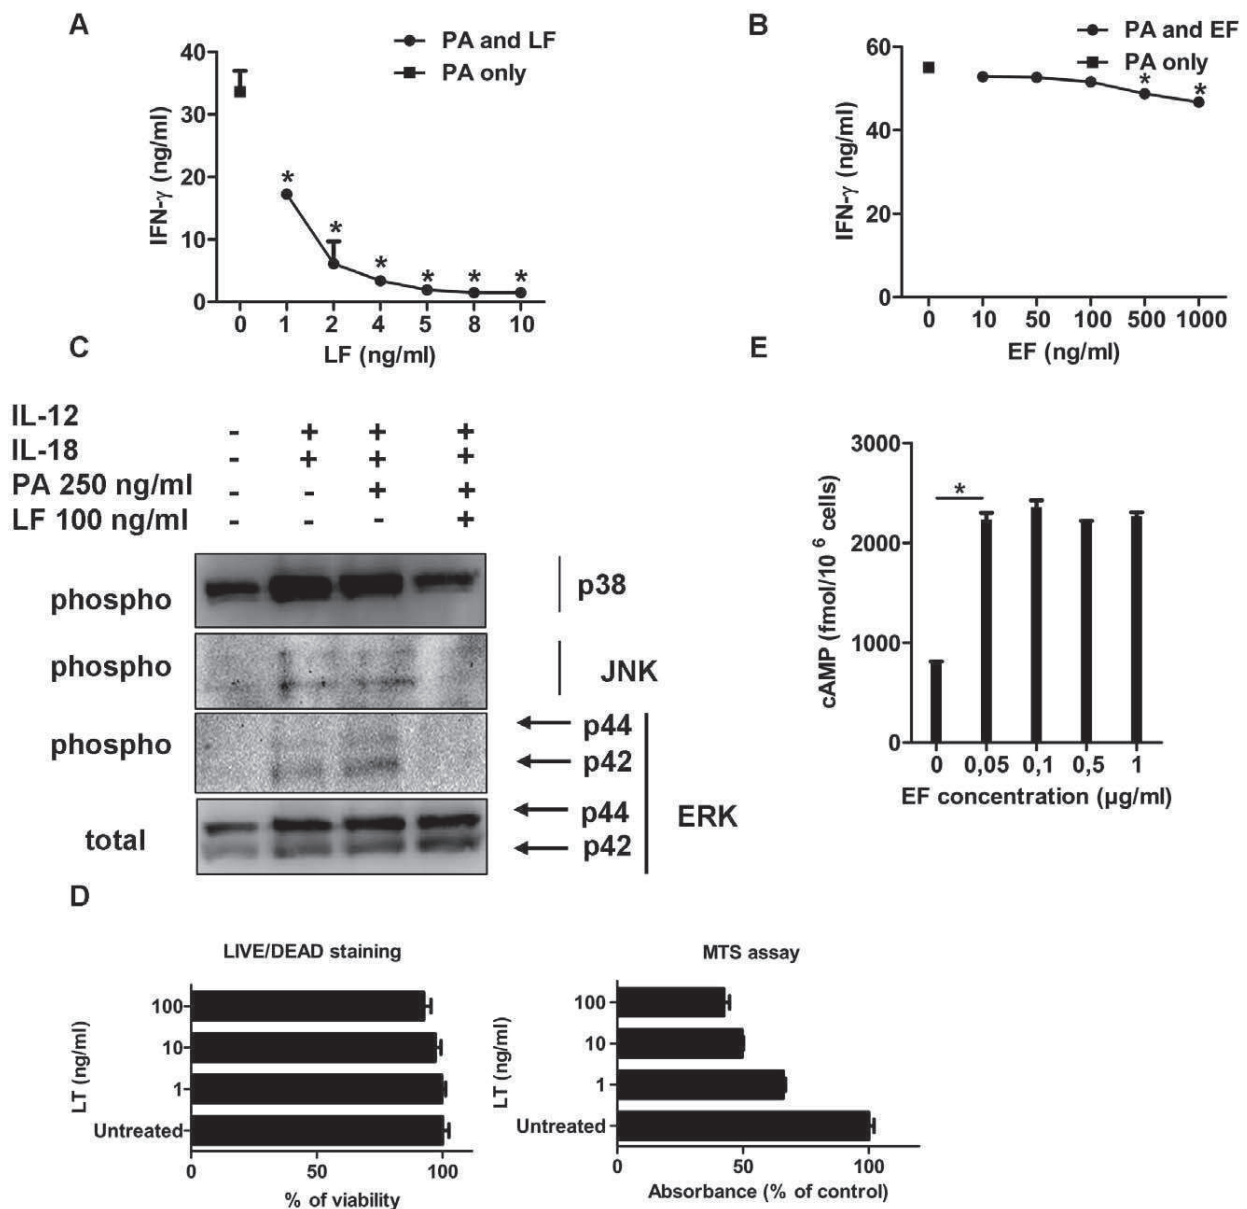 A
PA and LF
PA only
IFN-γ (ng/ml)
40
30
20
10
0
* * * * * *
0 1 2 4 5 8 10
LF (ng/ml)
B
PA and EF
PA only
IFN-γ (ng/ml)
60
40
20
0
* *
0 10 50 100 500 1000
EF (ng/ml)
C
IL-12 - + + +
IL-18 - + + +
PA 250 ng/ml - - + +
LF 100 ng/ml - - - +
phospho p38
phospho JNK
phospho p44
p42
total p44
p42
ERK
E
cAMP (fmol/10 6 cells)
3000
2000
1000
0
*
0 0,05 0,1 0,5 1
EF concentration (µg/ml)
D
LIVE/DEAD staining
LT (ng/ml)
100
10
1
Untreated
0 50 100
% of viability
MTS assay
LT (ng/ml)
100
10
1
Untreated
0 50 100
Absorbance (% of control)